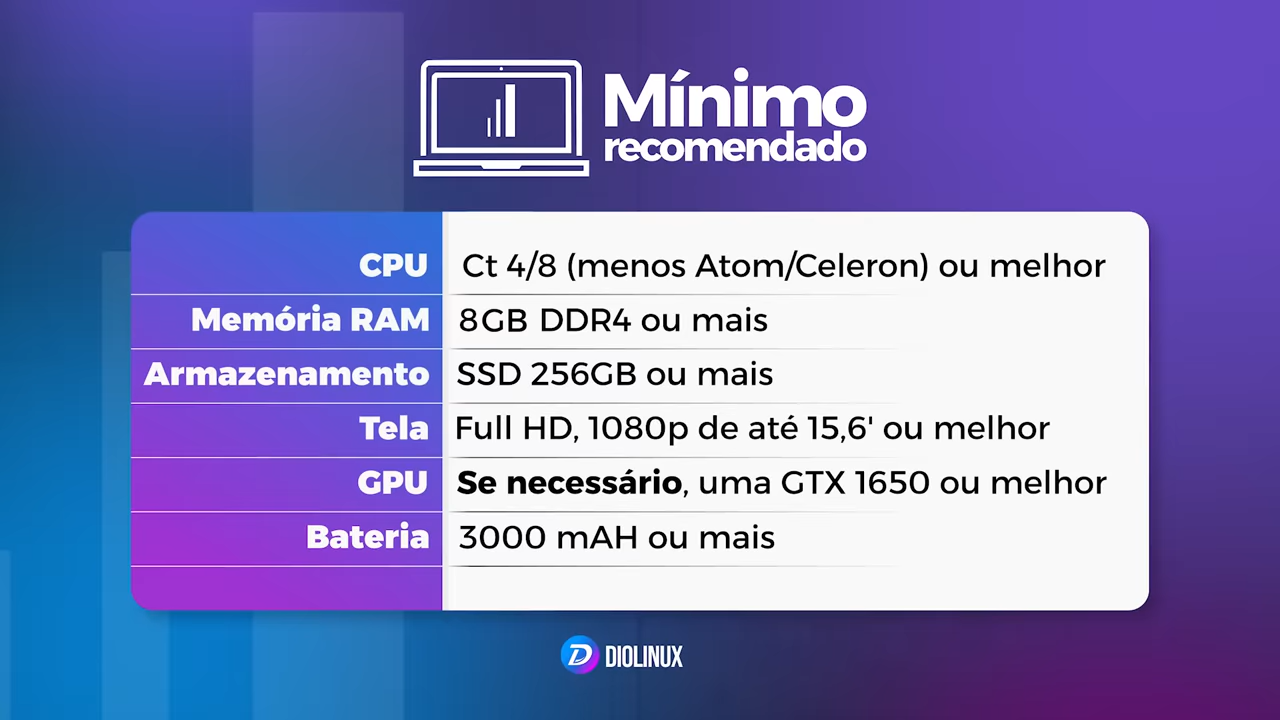 Mínimo
recomendado
CPU Ct 4/8 (menos Atom/Celeron) ou melhor
Memória RAM 8GB DDR4 ou mais
Armazenamento SSD 256GB ou mais
Tela Full HD, 1080p de até 15,6' ou melhor
GPU Se necessário, uma GTX 1650 ou melhor
Bateria 3000 mAH ou mais
DIOLINUX